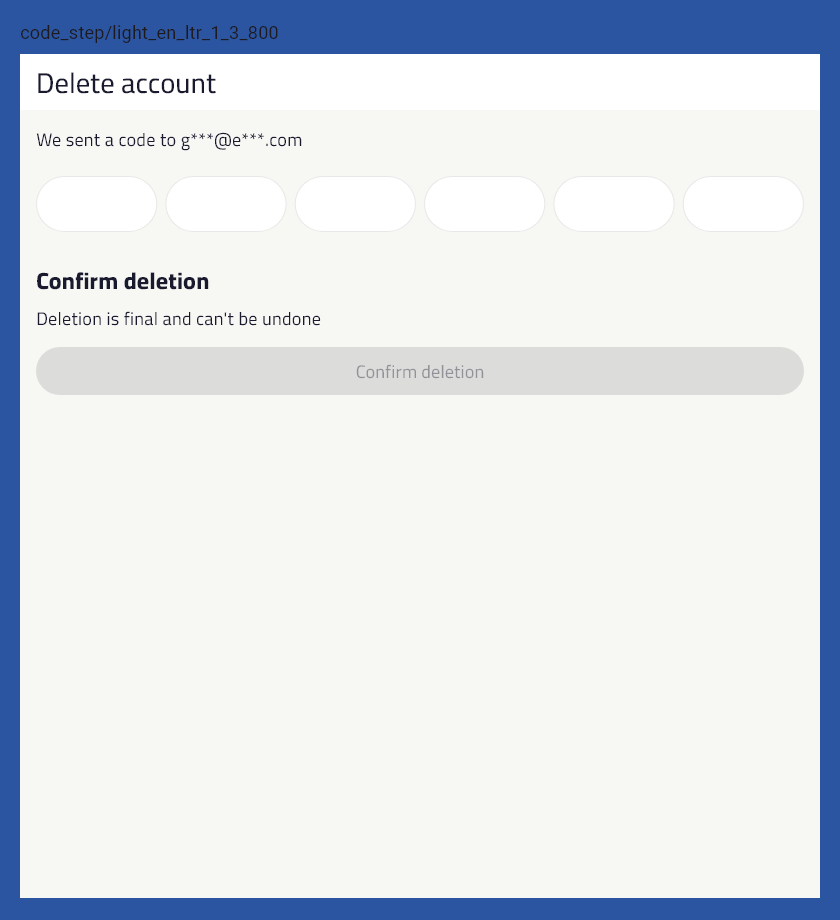 code_step/light_en_ltr_1_3_800
Delete account
We sent a code to g***@e***.com
Confirm deletion
Deletion is final and can't be undone
Confirm deletion